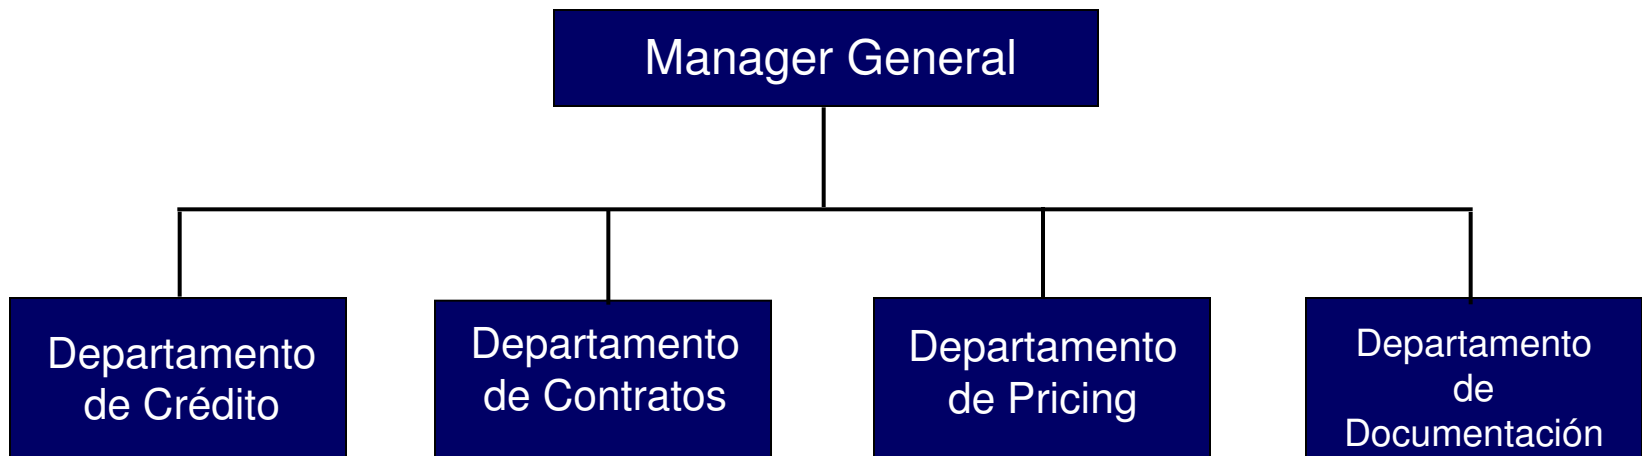 Manager General
Departamento
de Crédito
Departamento
de Contratos
Departamento
de Pricing
Departamento
de
Documentación